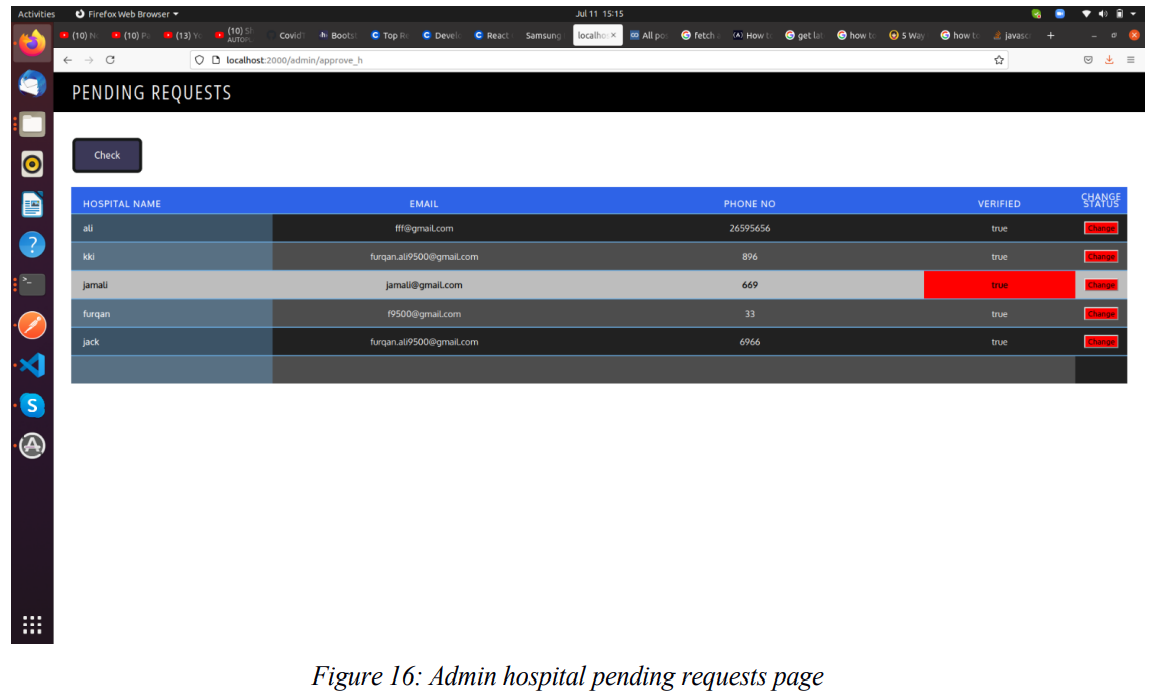 Activities Firefox Web Browser Jul 11 15:15
(10) (10) (13) (10) Covid Boots Top Develo React Samsung localho All po fetch How to get lat how to 5 Way how to javasc
AUTOP
localhost:2000/admin/approve_h
PENDING REQUESTS
Check
HOSPITAL NAME EMAIL PHONE NO VERIFIED CHANGE STATUS
ali fff@gmail.com 26595656 true Change
kki furqan.ali9500@gmail.com 896 true Change
jamali jamali@gmail.com 669 true Change
furqan f9500@gmail.com 33 true Change
jack furqan.ali9500@gmail.com 6966 true Change
Figure 16: Admin hospital pending requests page